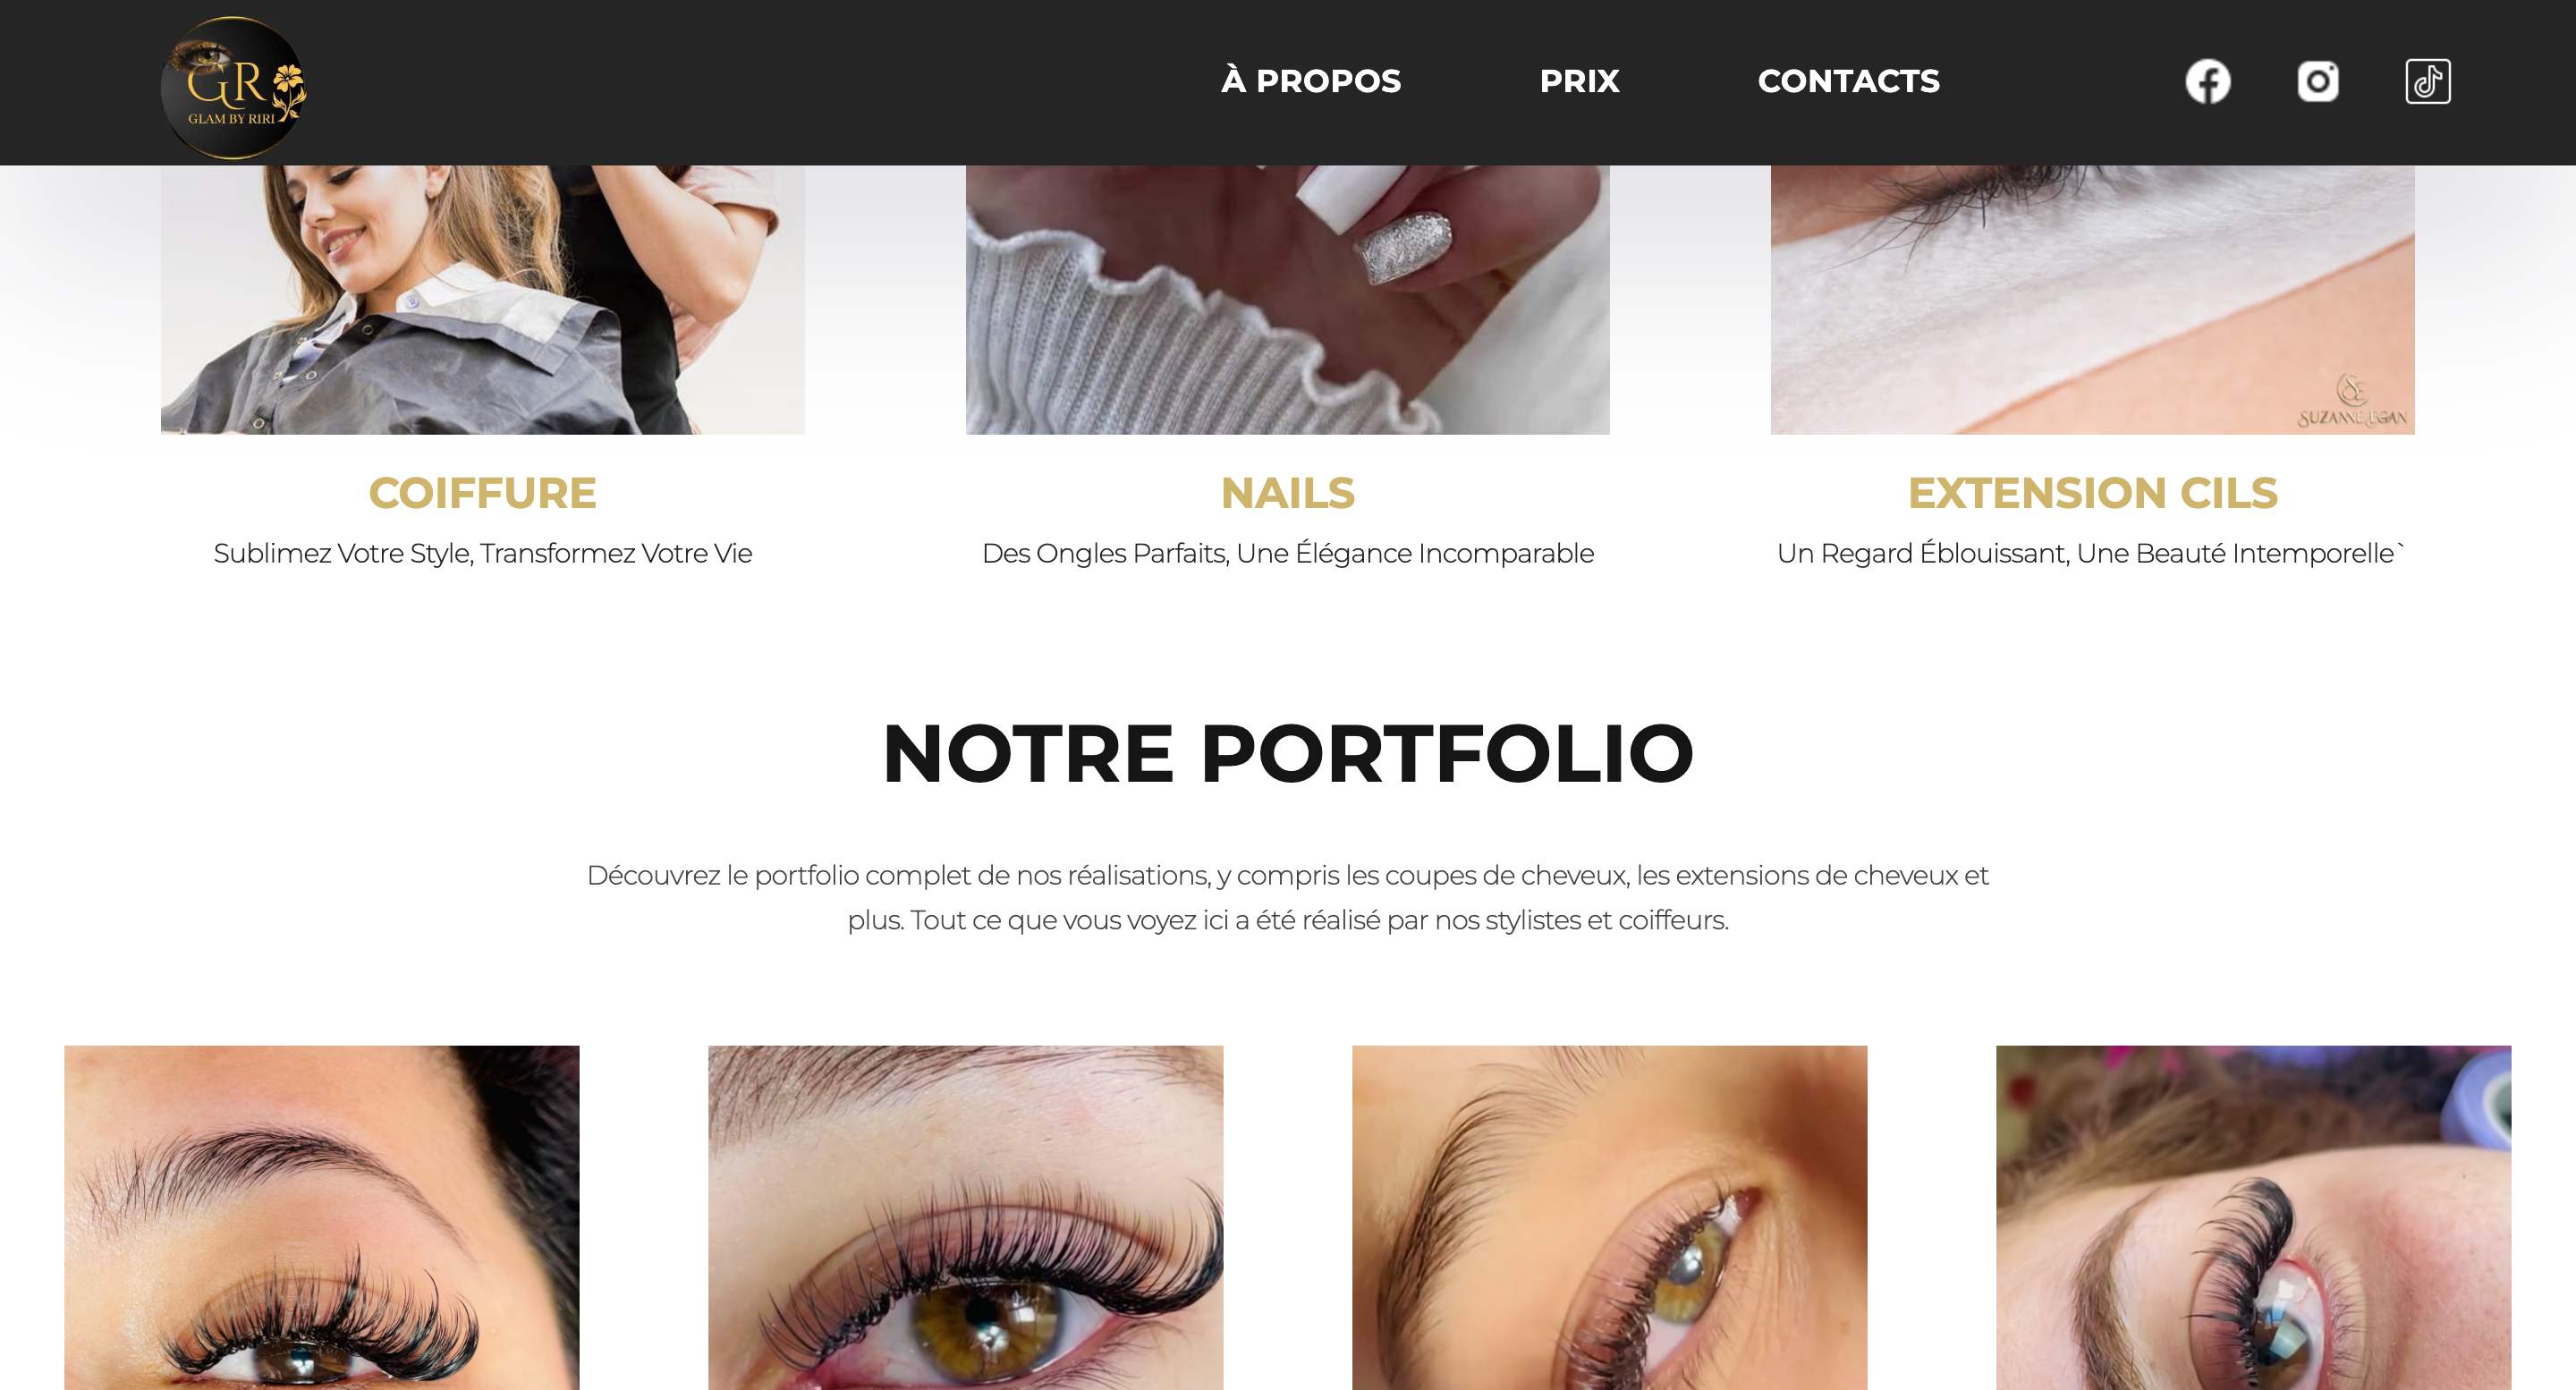 GR
GLAM BY RIRI
À PROPOS
PRIX
CONTACTS
SUZANNE EGAN
COIFFURE
NAILS
EXTENSION CILS
Sublimez Votre Style, Transformez Votre Vie
Des Ongles Parfaits, Une Élégance Incomparable
Un Regard Éblouissant, Une Beauté Intemporelle`
NOTRE PORTFOLIO
Découvrez le portfolio complet de nos réalisations, y compris les coupes de cheveux, les extensions de cheveux et
plus. Tout ce que vous voyez ici a été réalisé par nos stylistes et coiffeurs.